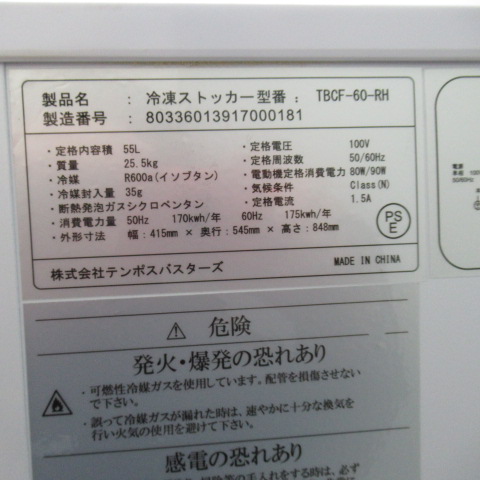 製品名 : 冷凍ストッカー型番: TBCF-60-RH
製造番号 : 80336013917000181
・定格内容積 55L
・質量 25.5kg
・冷媒 R600a(イソブタン)
・冷媒封入量 35g
・断熱発泡ガスシクロペンタン
・消費電力量 50Hz 170kwh/年 60Hz 175kwh/年
・外形寸法 幅:415mm × 奥行:545mm × 高さ:848mm
・定格電圧 100V
・定格周波数 50/60Hz
・電動機定格消費電力 80W/90W
・気候条件 Class(N)
・定格電流 1.5A
PS
E
株式会社テンポスバスターズ MADE IN CHINA
危険
発火・爆発の恐れあり
・可燃性冷媒ガスを使用しています。配管を損傷させない
で下さい。
・誤って冷媒ガスが漏れた時は、速やかに十分な換気を
行い火気の使用を避けて下さい。
感電の恐れあり
電源
50/60Hz